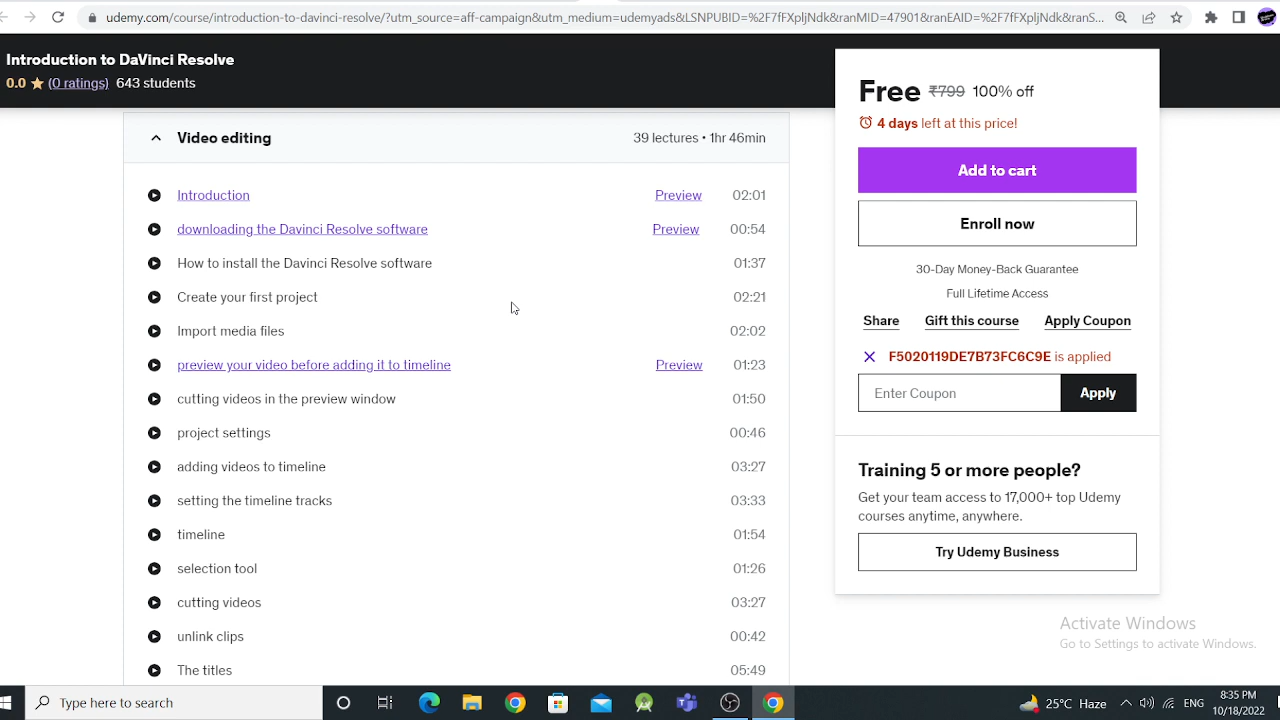 udemy.com/course/introduction-to-davinci-resolve/?utm_source=aff-campaign&utm_medium=udemyads&LSNPUBID=%2F7fFXpljNdk&ranMID=47901&ranEAID=%2F7fFXpljNdk&ranS...
Introduction to DaVinci Resolve
0.0 ★ (0 ratings) 643 students
Free ₹799 100% off
4 days left at this price!
Add to cart
Enroll now
30-Day Money-Back Guarantee
Full Lifetime Access
Share Gift this course Apply Coupon
F5020119DE7B73FC6C9E is applied
Enter Coupon Apply
Training 5 or more people?
Get your team access to 17,000+ top Udemy
courses anytime, anywhere.
Try Udemy Business
Video editing 39 lectures • 1hr 46min
Introduction Preview 02:01
downloading the Davinci Resolve software Preview 00:54
How to install the Davinci Resolve software 01:37
Create your first project 02:21
Import media files 02:02
preview your video before adding it to timeline Preview 01:23
cutting videos in the preview window 01:50
project settings 00:46
adding videos to timeline 03:27
setting the timeline tracks 03:33
timeline 01:54
selection tool 01:26
cutting videos 03:27
unlink clips 00:42
The titles 05:49
Activate Windows
Go to Settings to activate Windows.
Type here to search
25°C Haze
ENG
8:35 PM
10/18/2022